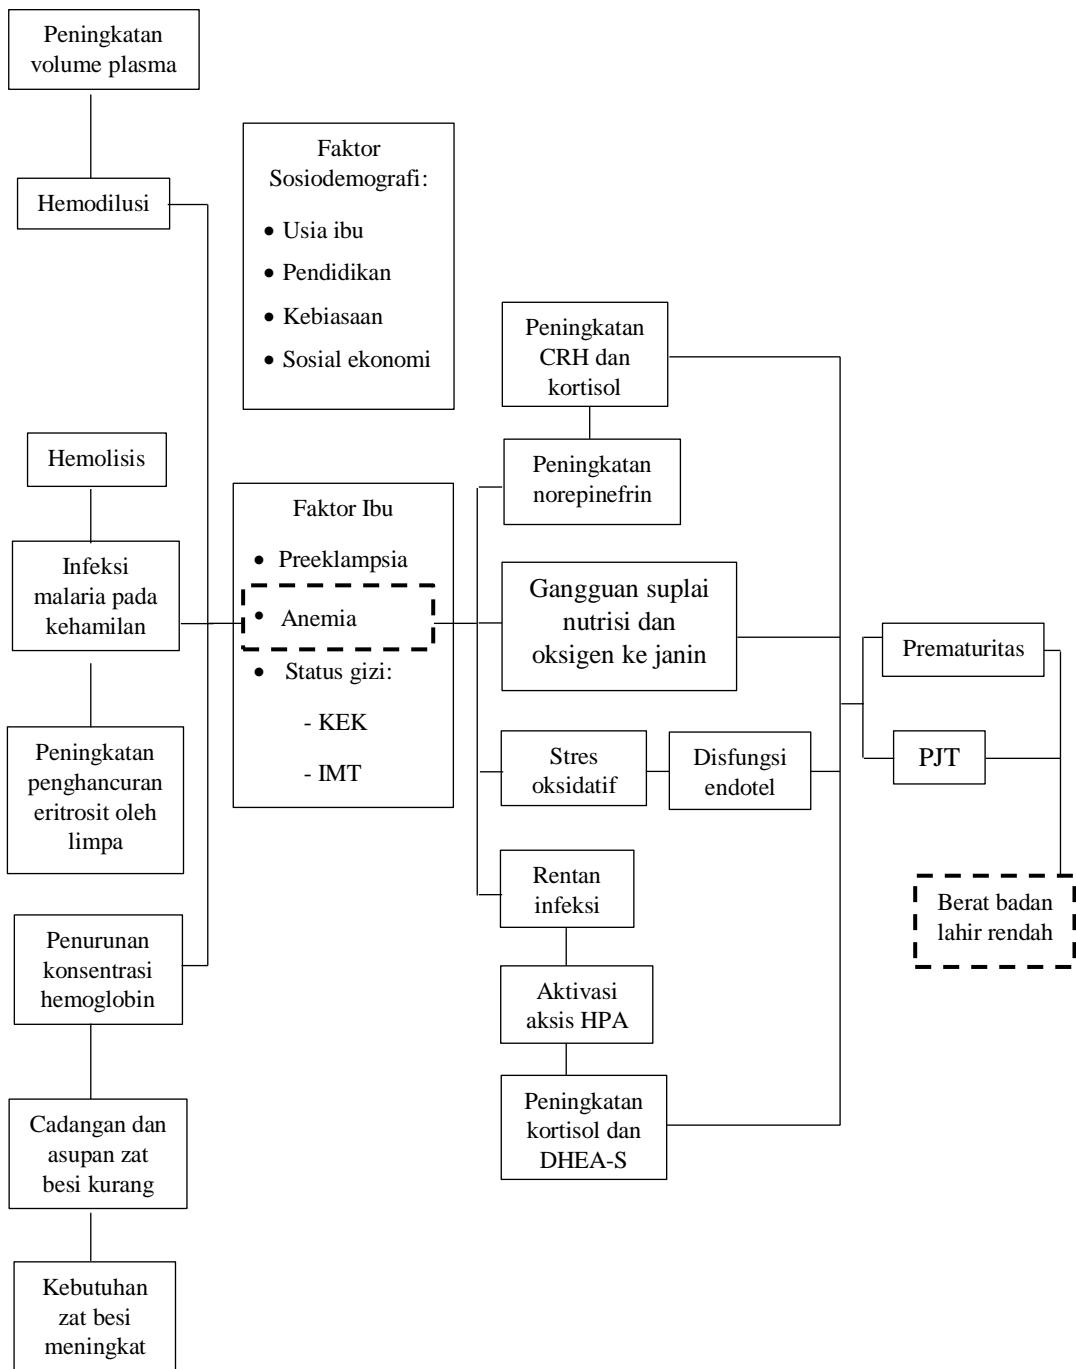 Peningkatan
volume plasma
Hemodilusi
Hemolisis
Infeksi
malaria pada
kehamilan
Peningkatan
penghancuran
eritrosit oleh
limpa
Penurunan
konsentrasi
hemoglobin
Cadangan dan
asupan zat
besi kurang
Kebutuhan
zat besi
meningkat
Faktor
Sosiodemografi:
• Usia ibu
• Pendidikan
• Kebiasaan
• Sosial ekonomi
Faktor Ibu
• Preeklampsia
• Anemia
• Status gizi:
- KEK
- IMT
Peningkatan
CRH dan
kortisol
Peningkatan
norepinefrin
Gangguan suplai
nutrisi dan
oksigen ke janin
Stres
oksidatif
Disfungsi
endotel
Rentan
infeksi
Aktivasi
aksis HPA
Peningkatan
kortisol dan
DHEA-S
Prematuritas
PJT
Berat badan
lahir rendah